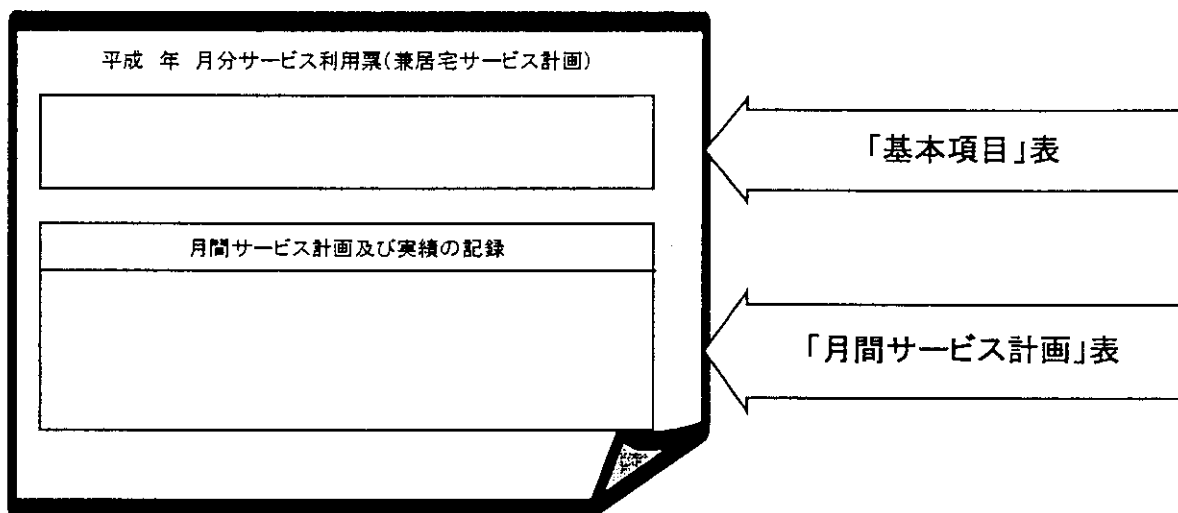 平成 年 月分サービス利用票(兼居宅サービス計画)
「基本項目」表
月間サービス計画及び実績の記録
「月間サービス計画」表